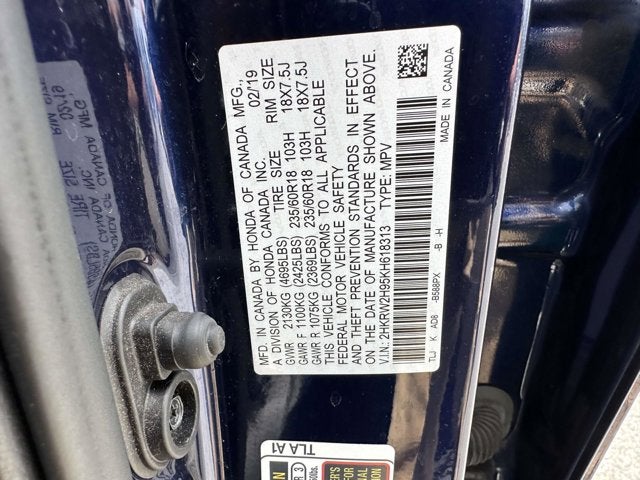 MFD. IN CANADA BY HONDA OF CANADA MFG., 02/19
A DIVISION OF HONDA CANADA INC. TIRE SIZE RIM SIZE
GVWR 2130KG (4695LBS) 235/60R18 103H 18X7.5J
GAWR F 1100KG (2425LBS) 235/60R18 103H 18X7.5J
GAWR R 1075KG (2369LBS)
THIS VEHICLE CONFORMS TO ALL APPLICABLE
FEDERAL MOTOR VEHICLE SAFETY
AND THEFT PREVENTION STANDARDS IN EFFECT
ON THE DATE OF MANUFACTURE SHOWN ABOVE.
V.I.N: 2HKRW2H95KH618313 TYPE: MPV
TLJ K AD8 -B588PX -B -H MADE IN CANADA
TLA A1